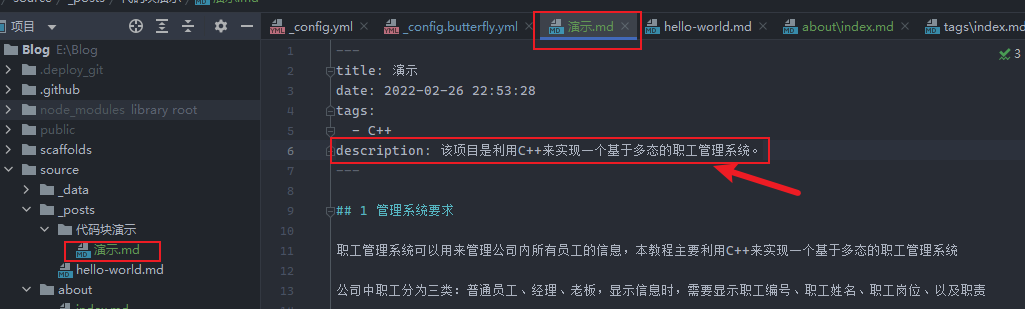 source _posts 代码块演示 演示.md
项目
_config.yml _config.butterfly.yml 演示.md hello-world.md about\index.md tags\index.md
Blog E:\Blog
.deploy_git
.github
node_modules library root
public
scaffolds
source
_data
_posts
代码块演示
演示.md
hello-world.md
about
index.md
1 ---
2 title: 演示
3 date: 2022-02-26 22:53:28
4 tags:
5 - C++
6 description: 该项目是利用C++来实现一个基于多态的职工管理系统。
7 ---
8
9 ## 1 管理系统要求
10
11 职工管理系统可以用来管理公司内所有员工的信息，本教程主要利用C++来实现一个基于多态的职工管理系统
12
13 公司中职工分为三类：普通员工、经理、老板，显示信息时，需要显示职工编号、职工姓名、职工岗位、以及职责
3